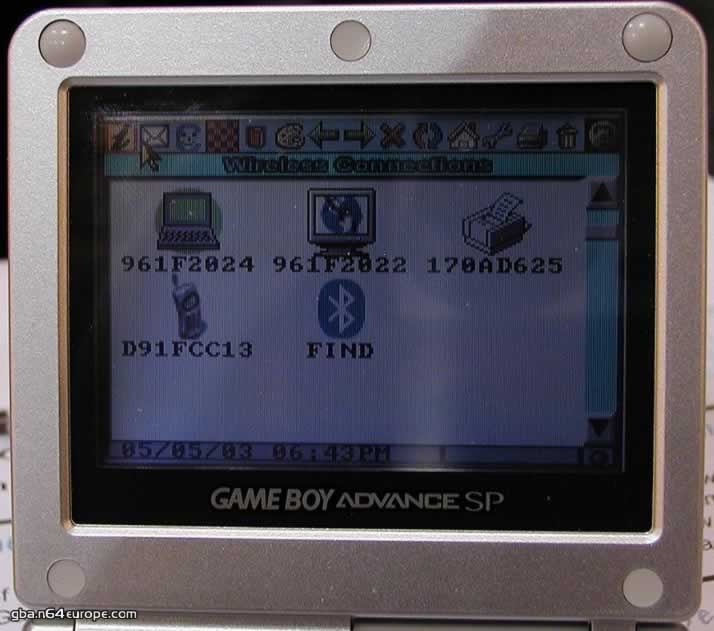 Wireless Connections
961F2024 961F2022 170AD625
D91FCC13 FIND
05/05/03 06:43PM
GAME BOY ADVANCE SP
gba.n64europe.com